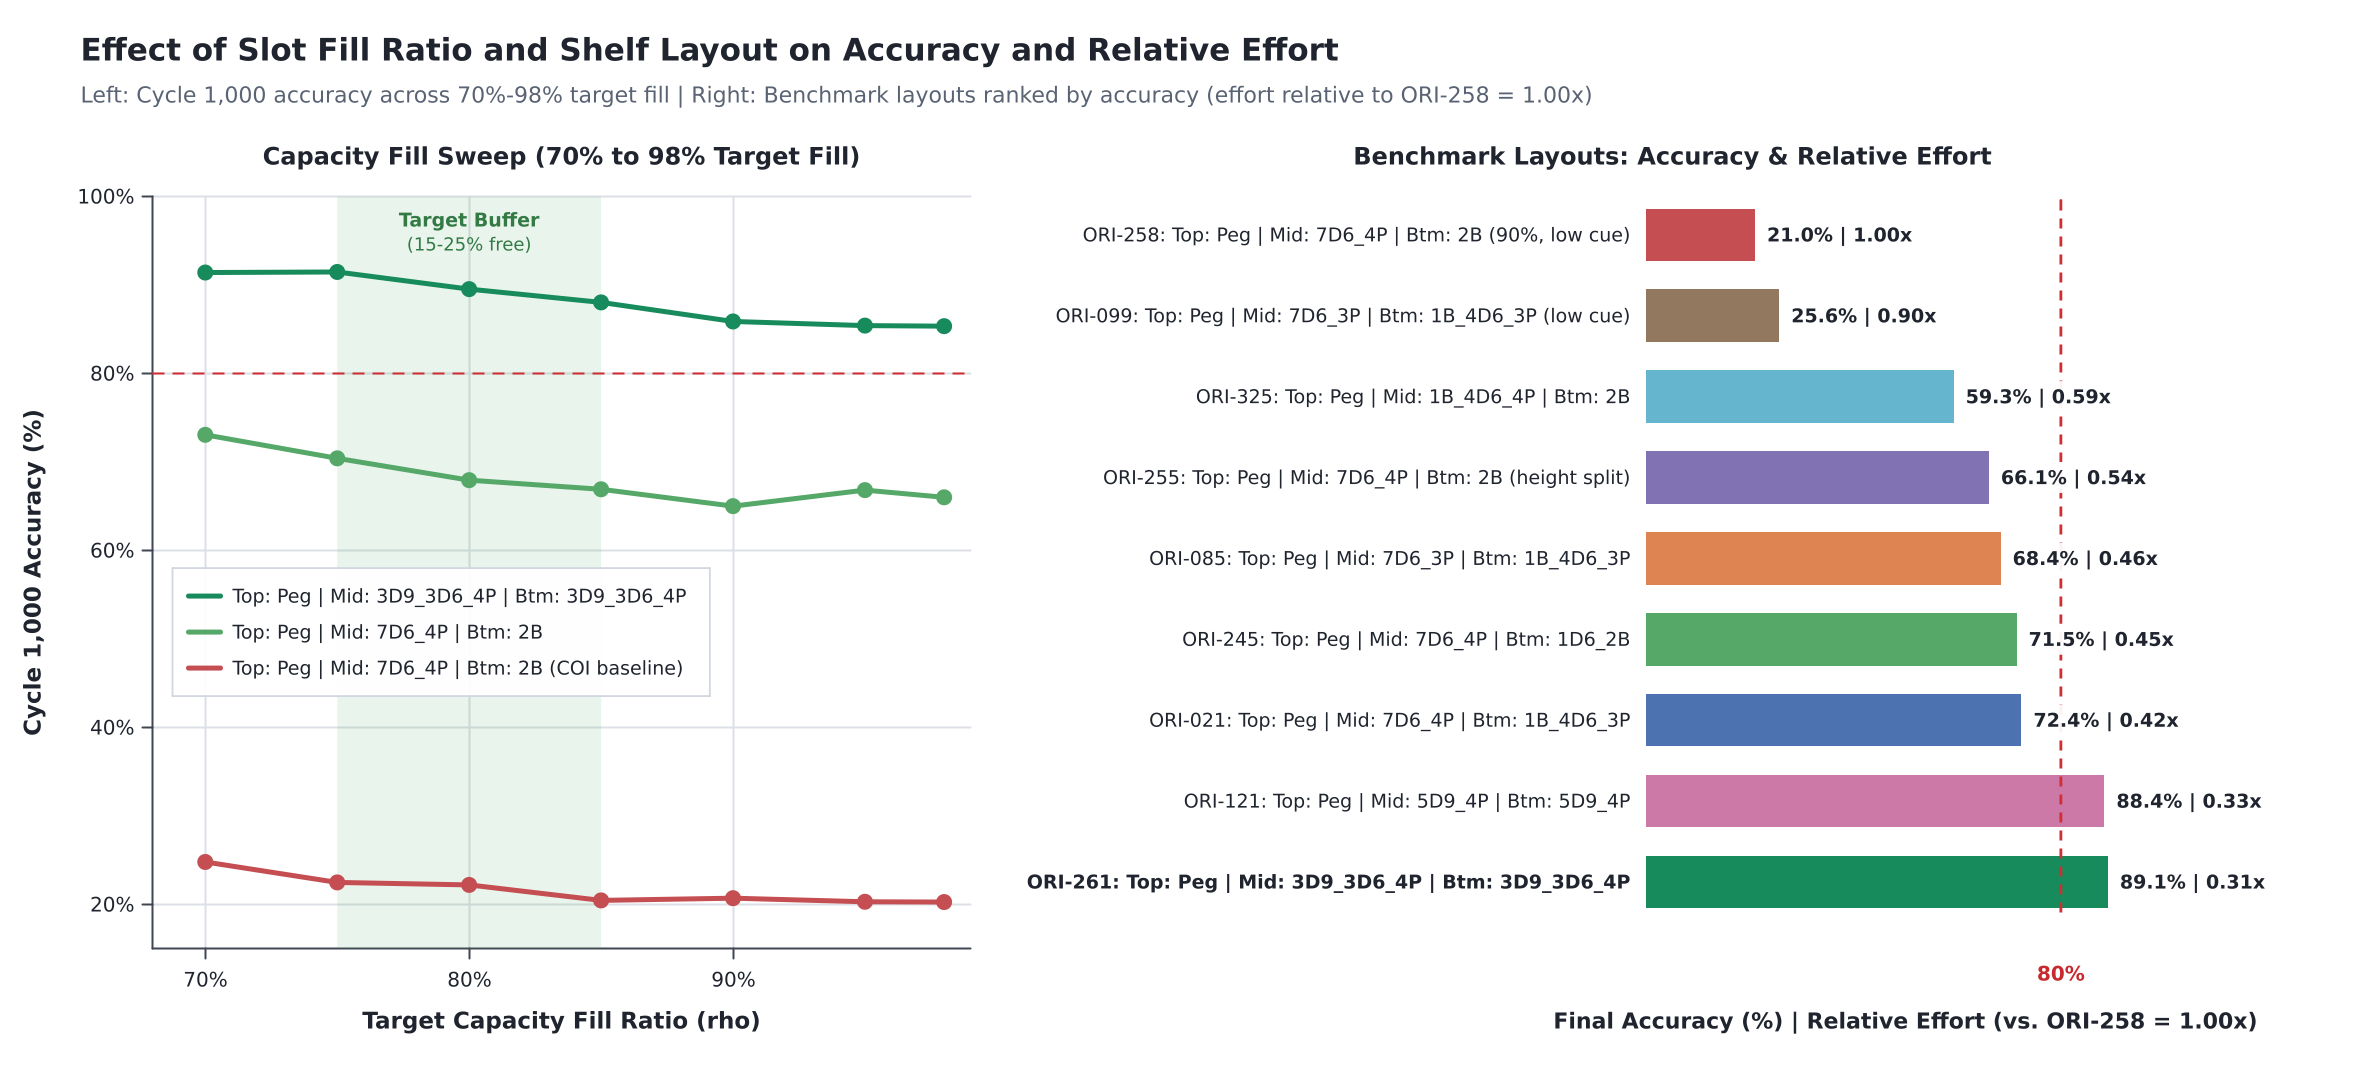 Effect of Slot Fill Ratio and Shelf Layout on Accuracy and Relative Effort
Left: Cycle 1,000 accuracy across 70%-98% target fill | Right: Benchmark layouts ranked by accuracy (effort relative to ORI-258 = 1.00x)
Capacity Fill Sweep (70% to 98% Target Fill)
100%
80%
60%
40%
20%
Cycle 1,000 Accuracy (%)
Target Buffer
(15-25% free)
Top: Peg | Mid: 3D9_3D6_4P | Btm: 3D9_3D6_4P
Top: Peg | Mid: 7D6_4P | Btm: 2B
Top: Peg | Mid: 7D6_4P | Btm: 2B (COI baseline)
70%
80%
90%
Target Capacity Fill Ratio (rho)
Benchmark Layouts: Accuracy & Relative Effort
ORI-258: Top: Peg | Mid: 7D6_4P | Btm: 2B (90%, low cue)
21.0% | 1.00x
ORI-099: Top: Peg | Mid: 7D6_3P | Btm: 1B_4D6_3P (low cue)
25.6% | 0.90x
ORI-325: Top: Peg | Mid: 1B_4D6_4P | Btm: 2B
59.3% | 0.59x
ORI-255: Top: Peg | Mid: 7D6_4P | Btm: 2B (height split)
66.1% | 0.54x
ORI-085: Top: Peg | Mid: 7D6_3P | Btm: 1B_4D6_3P
68.4% | 0.46x
ORI-245: Top: Peg | Mid: 7D6_4P | Btm: 1D6_2B
71.5% | 0.45x
ORI-021: Top: Peg | Mid: 7D6_4P | Btm: 1B_4D6_3P
72.4% | 0.42x
ORI-121: Top: Peg | Mid: 5D9_4P | Btm: 5D9_4P
88.4% | 0.33x
ORI-261: Top: Peg | Mid: 3D9_3D6_4P | Btm: 3D9_3D6_4P
89.1% | 0.31x
80%
Final Accuracy (%) | Relative Effort (vs. ORI-258 = 1.00x)